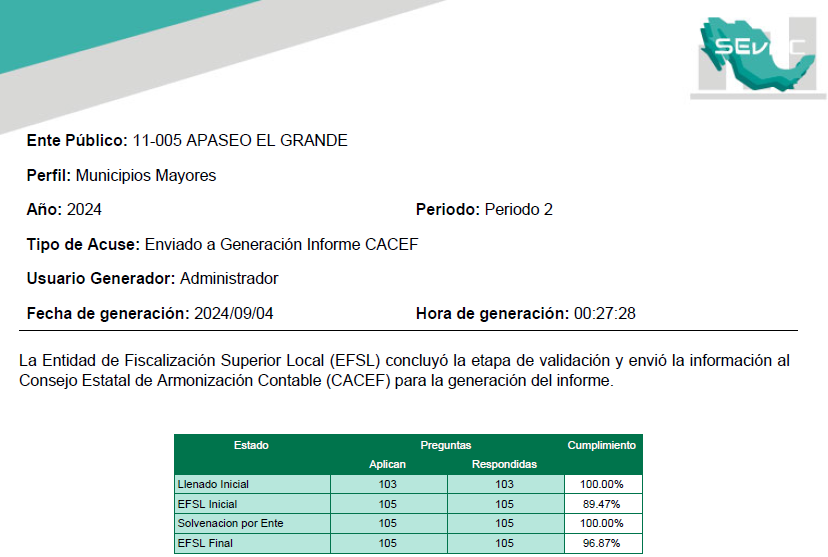 SEvAC
Ente Público: 11-005 APASEO EL GRANDE
Perfil: Municipios Mayores
Año: 2024 Periodo: Periodo 2
Tipo de Acuse: Enviado a Generación Informe CACEF
Usuario Generador: Administrador
Fecha de generación: 2024/09/04 Hora de generación: 00:27:28
La Entidad de Fiscalización Superior Local (EFSL) concluyó la etapa de validación y envió la información al
Consejo Estatal de Armonización Contable (CACEF) para la generación del informe.
Estado Preguntas Cumplimiento
Aplican Respondidas
Llenado Inicial 103 103 100.00%
EFSL Inicial 105 105 89.47%
Solvenacion por Ente 105 105 100.00%
EFSL Final 105 105 96.87%